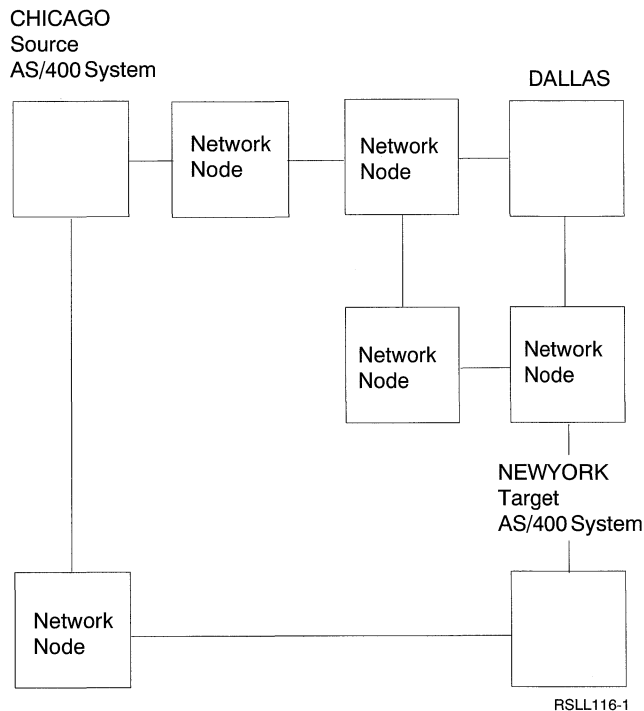 CHICAGO
Source
AS/400 System
DALLAS
Network
Node
Network
Node
Network
Node
Network
Node
NEWYORK
Target
AS/400 System
Network
Node
RSLL116-1